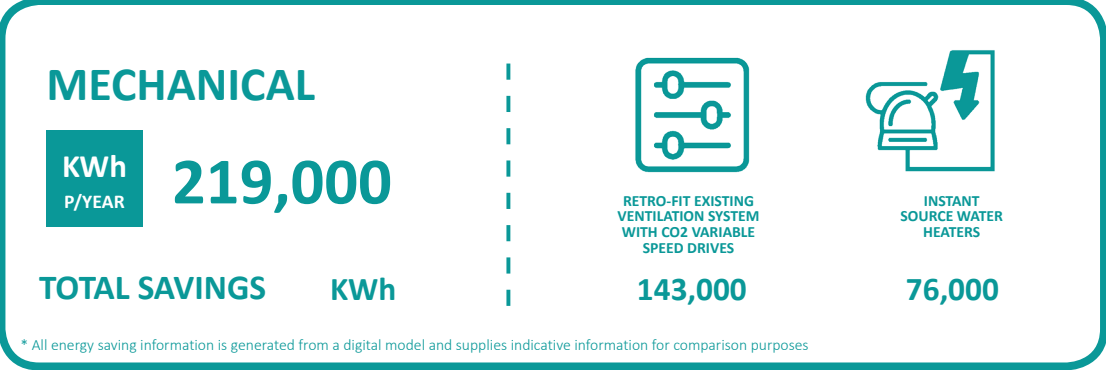 MECHANICAL
KWh
P/YEAR
219,000
TOTAL SAVINGS KWh
RETRO-FIT EXISTING
VENTILATION SYSTEM
WITH CO2 VARIABLE
SPEED DRIVES
143,000
INSTANT
SOURCE WATER
HEATERS
76,000
* All energy saving information is generated from a digital model and supplies indicative information for comparison purposes